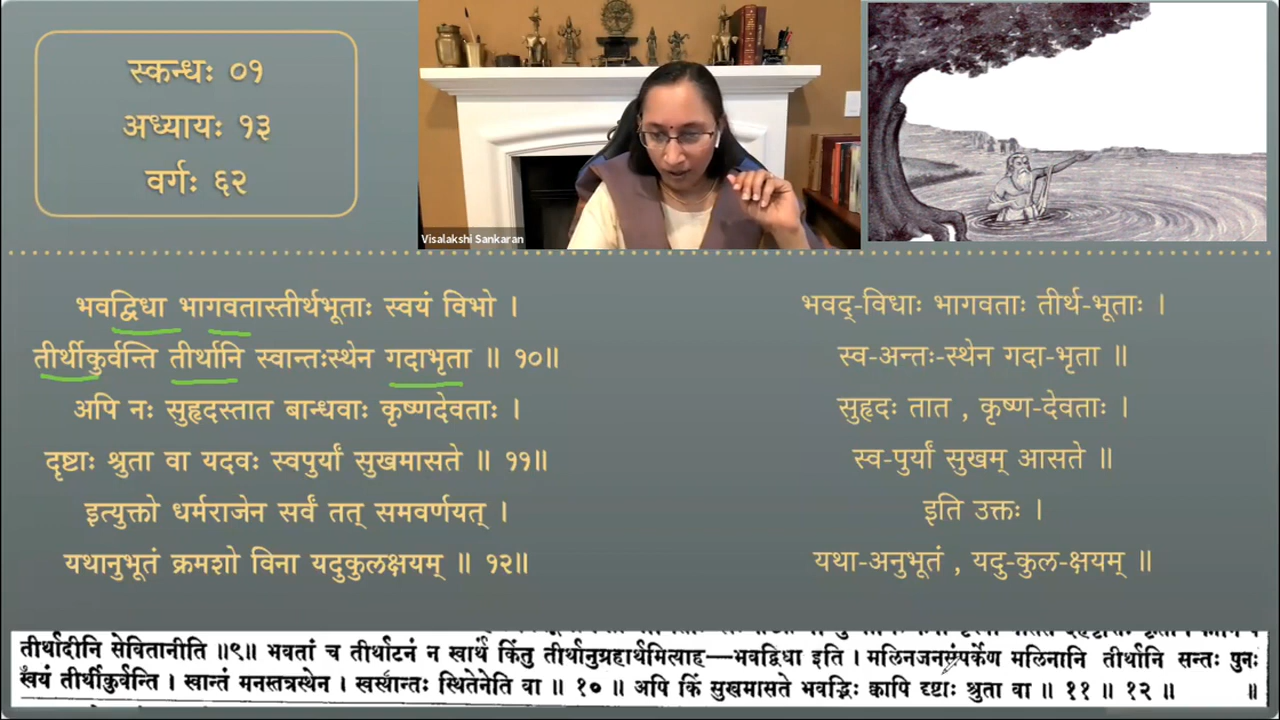 स्कन्धः ०१
अध्यायः १३
वर्गः ६२
Visalakshi Sankaran
भवद्विधा भागवतास्तीर्थभूताः स्वयं विभो ।
तीर्थीकुर्वन्ति तीर्थानि स्वान्तःस्थेन गदाभृता ॥ १०॥
अपि नः सुहृदस्तात बान्धवाः कृष्णदेवताः ।
दृष्टाः श्रुता वा यदवः स्वपुर्यां सुखमासते ॥ ११॥
इत्युक्तो धर्मराजेन सर्वं तत् समवर्णयत् ।
यथानुभूतं क्रमशो विना यदुकुलक्षयम् ॥ १२॥
भवद्-विधाः भागवताः तीर्थ-भूताः ।
स्व-अन्तः-स्थेन गदा-भृता ॥
सुहृदः तात , कृष्ण-देवताः ।
स्व-पुर्यां सुखम् आसते ॥
इति उक्तः ।
यथा-अनुभूतं , यदु-कुल-क्षयम् ॥
तीर्थादीनि सेवितानीति ॥९॥ भवतां च तीर्थाटनं न स्वार्थं किंतु तीर्थानुग्रहार्थमित्याह—भवद्विधा इति । मलिनजनसंपर्केण मलिनानि तीर्थानि सन्तः पुनः
स्वयं तीर्थीकुर्वन्ति । स्वान्तं मनस्तत्रस्थेन । स्वस्यान्तः स्थितेनेति वा ॥ १० ॥ अपि किं सुखमासते भवद्भिः क्वापि दृष्टाः श्रुता वा ॥ ११ ॥ १२ ॥ ॥